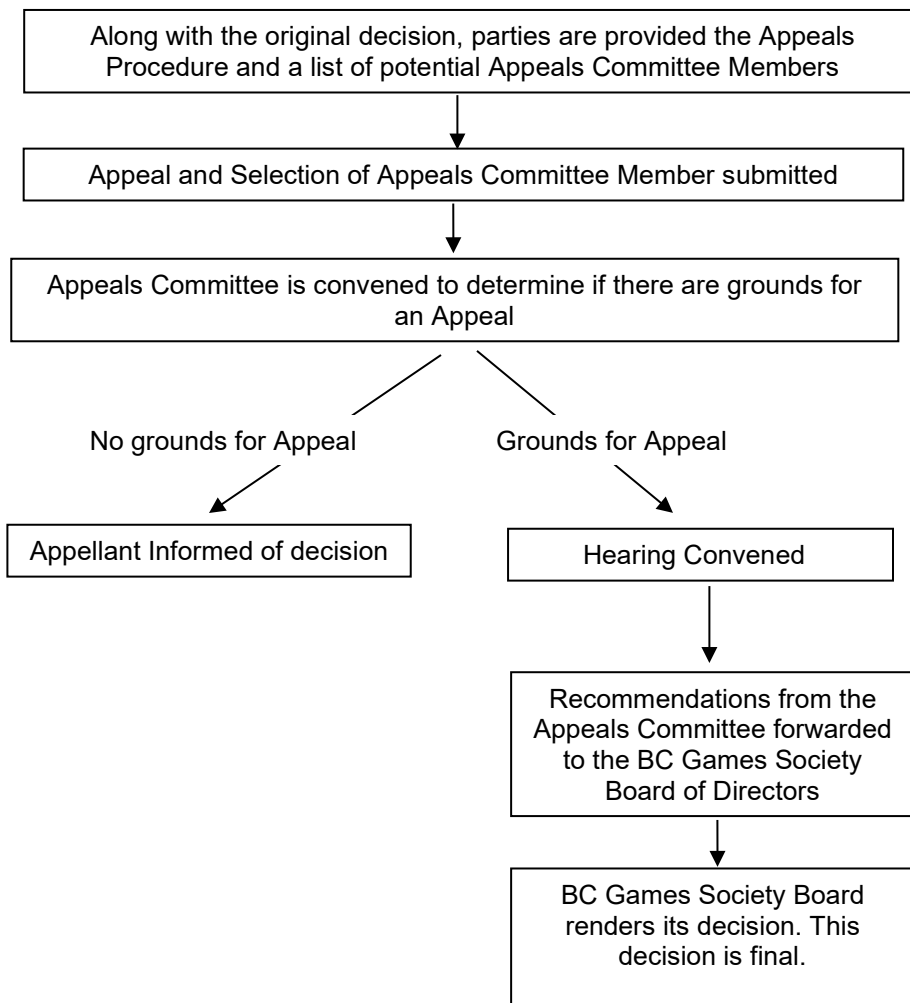 Along with the original decision, parties are provided the Appeals
Procedure and a list of potential Appeals Committee Members
Appeal and Selection of Appeals Committee Member submitted
Appeals Committee is convened to determine if there are grounds for
an Appeal
No grounds for Appeal
Grounds for Appeal
Appellant Informed of decision
Hearing Convened
Recommendations from the
Appeals Committee forwarded
to the BC Games Society
Board of Directors
BC Games Society Board
renders its decision. This
decision is final.